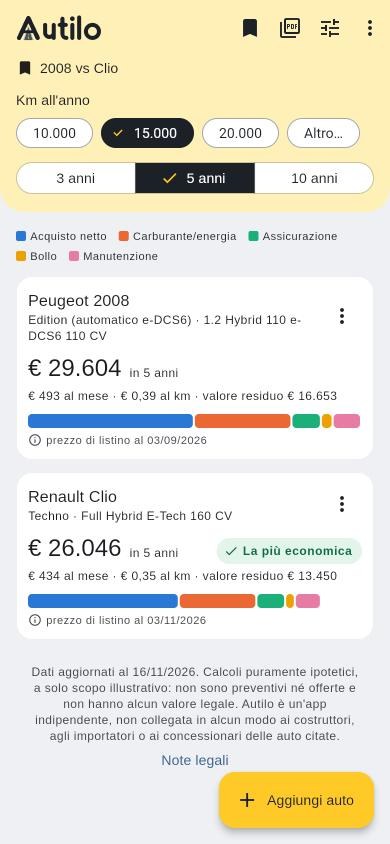 Autilo
PDF
2008 vs Clio
Km all'anno
10.000
15.000
20.000
Altro…
3 anni
5 anni
10 anni
Acquisto netto
Carburante/energia
Assicurazione
Bollo
Manutenzione
Peugeot 2008
Edition (automatico e-DCS6) · 1.2 Hybrid 110 e-
DCS6 110 CV
€ 29.604 in 5 anni
€ 493 al mese · € 0,39 al km · valore residuo € 16.653
prezzo di listino al 03/09/2026
Renault Clio
Techno · Full Hybrid E-Tech 160 CV
€ 26.046 in 5 anni
La più economica
€ 434 al mese · € 0,35 al km · valore residuo € 13.450
prezzo di listino al 03/11/2026
Dati aggiornati al 16/11/2026. Calcoli puramente ipotetici,
a solo scopo illustrativo: non sono preventivi né offerte e
non hanno alcun valore legale. Autilo è un'app
indipendente, non collegata in alcun modo ai costruttori,
agli importatori o ai concessionari delle auto citate.
Note legali
Aggiungi auto